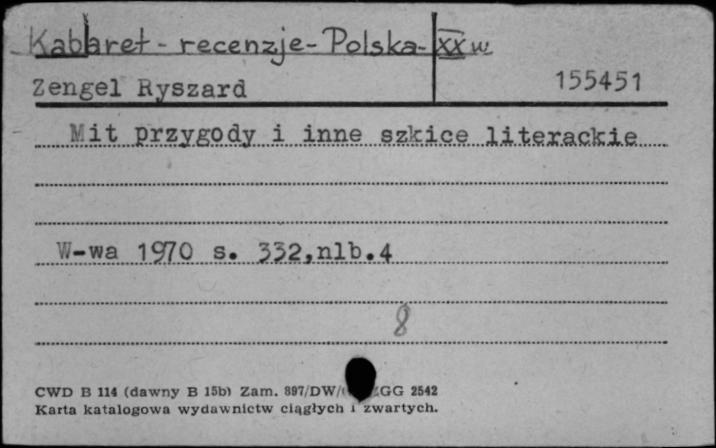 Kabaret - recenzje - Polska - XX w
Zengel Ryszard 155451
Mit przygody i inne szkice literackie
W-wa 1970 s. 332,nlb.4
8
CWD B 114 (dawny B 15b) Zam. 897/DW/ GG 2542
Karta katalogowa wydawnictw ciągłych i zwartych.